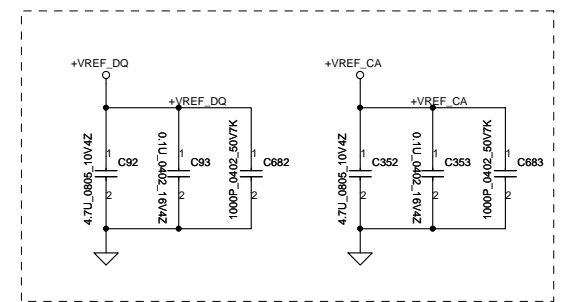 +VREF_DQ
+VREF_DQ
4.7U_0805_10V4Z
1
C92
2
0.1U_0402_16V4Z
1
C93
2
1000P_0402_50V7K
1
C682
2
+VREF_CA
+VREF_CA
4.7U_0805_10V4Z
1
C352
2
0.1U_0402_16V4Z
1
C353
2
1000P_0402_50V7K
1
C683
2